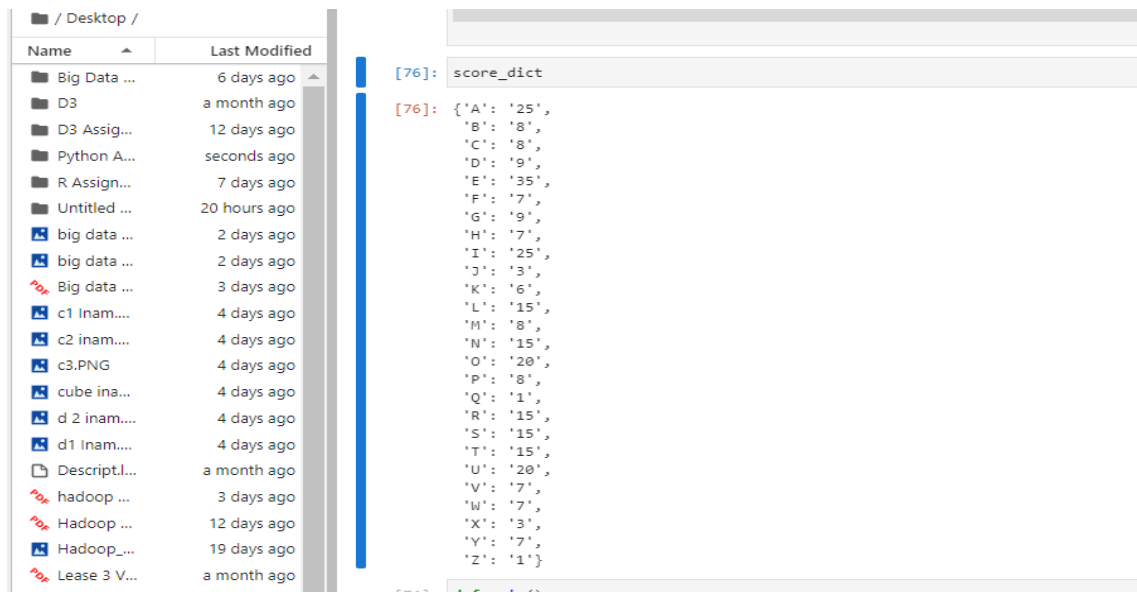 / Desktop /
Name Last Modified
Big Data ... 6 days ago
D3 a month ago
D3 Assig... 12 days ago
Python A... seconds ago
R Assign... 7 days ago
Untitled ... 20 hours ago
big data ... 2 days ago
big data ... 2 days ago
PDF Big data ... 3 days ago
c1 Inam.... 4 days ago
c2 inam.... 4 days ago
c3.PNG 4 days ago
cube ina... 4 days ago
d 2 inam.... 4 days ago
d1 Inam.... 4 days ago
Descript.l... a month ago
PDF hadoop ... 3 days ago
PDF Hadoop ... 12 days ago
Hadoop_... 19 days ago
PDF Lease 3 V... a month ago
[76]: score_dict
[76]: {'A': '25',
'B': '8',
'C': '8',
'D': '9',
'E': '35',
'F': '7',
'G': '9',
'H': '7',
'I': '25',
'J': '3',
'K': '6',
'L': '15',
'M': '8',
'N': '15',
'O': '20',
'P': '8',
'Q': '1',
'R': '15',
'S': '15',
'T': '15',
'U': '20',
'V': '7',
'W': '7',
'X': '3',
'Y': '7',
'Z': '1'}